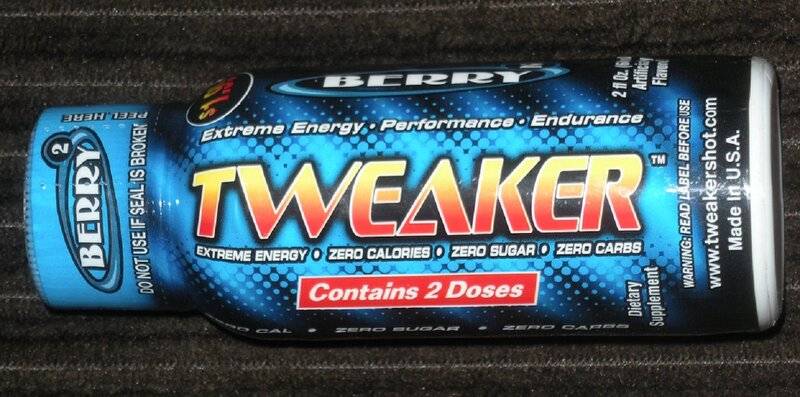 BERRY
Extreme Energy • Performance • Endurance
TWEAKER™
EXTREME ENERGY • ZERO CALORIES • ZERO SUGAR • ZERO CARBS
Contains 2 Doses
CAL • ZERO SUGAR • ZERO CARBS
PEEL HERE
BERRY 2
DO NOT USE IF SEAL IS BROKEN
2 fl Oz.
Dietary
Supplement
WARNING: READ LABEL BEFORE USE
www.tweakershot.com
Made In U.S.A.